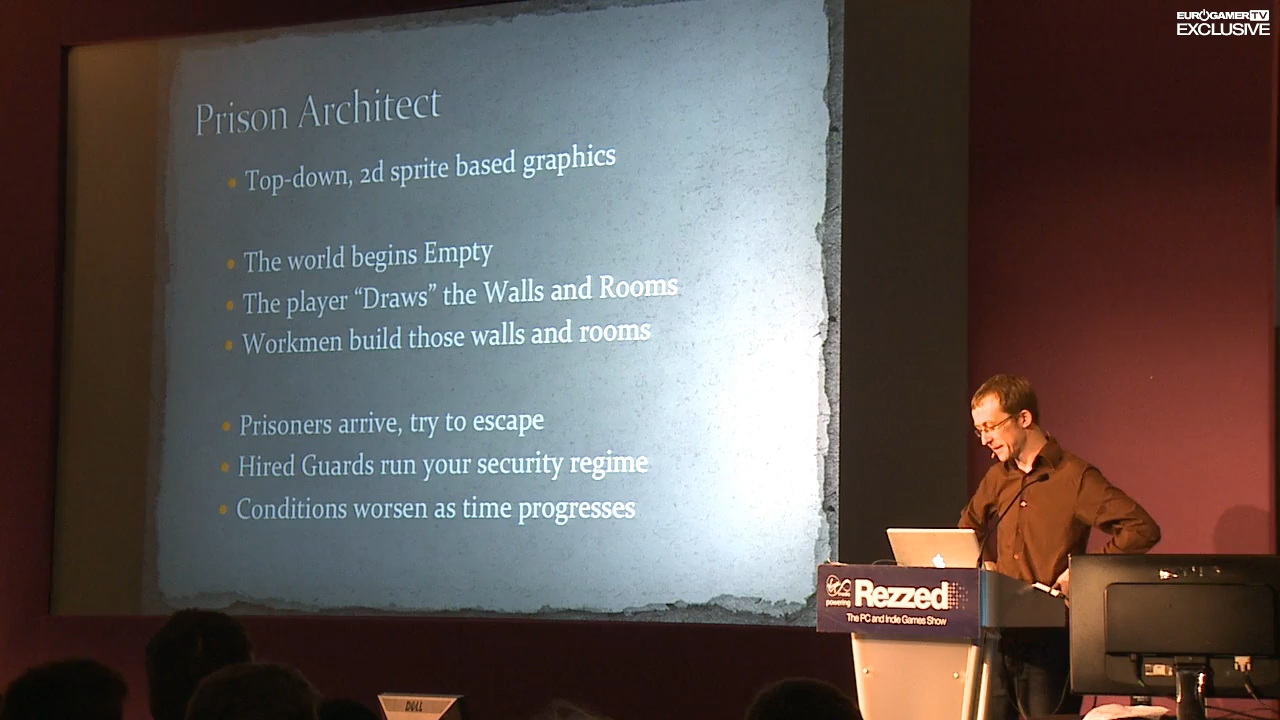 EUROGAMER TV
EXCLUSIVE
Prison Architect
Top-down, 2d sprite based graphics
The world begins Empty
The player “Draws” the Walls and Rooms
Workmen build those walls and rooms
Prisoners arrive, try to escape
Hired Guards run your security regime
Conditions worsen as time progresses
powering
Rezzed
The PC and Indie Games Show
DELL